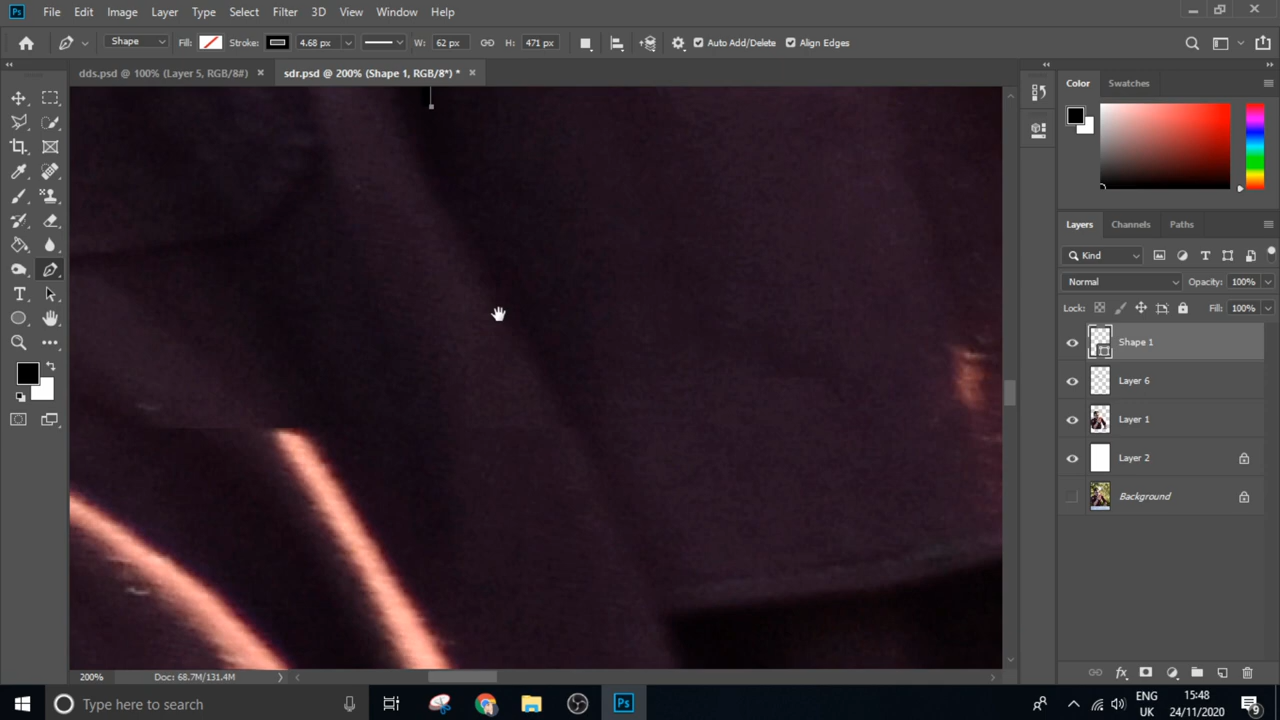 Ps File Edit Image Layer Type Select Filter 3D View Window Help
Shape Fill: Stroke: 4.68 px W: 62 px H: 471 px Auto Add/Delete Align Edges
dds.psd @ 100% (Layer 5, RGB/8#) sdr.psd @ 200% (Shape 1, RGB/8*) *
Color Swatches
Layers Channels Paths
Kind
Normal Opacity: 100%
Lock: Fill: 100%
Shape 1
Layer 6
Layer 1
Layer 2
Background
200% Doc: 68.7M/131.4M
Type here to search
Ps
ENG
UK
15:48
24/11/2020
9